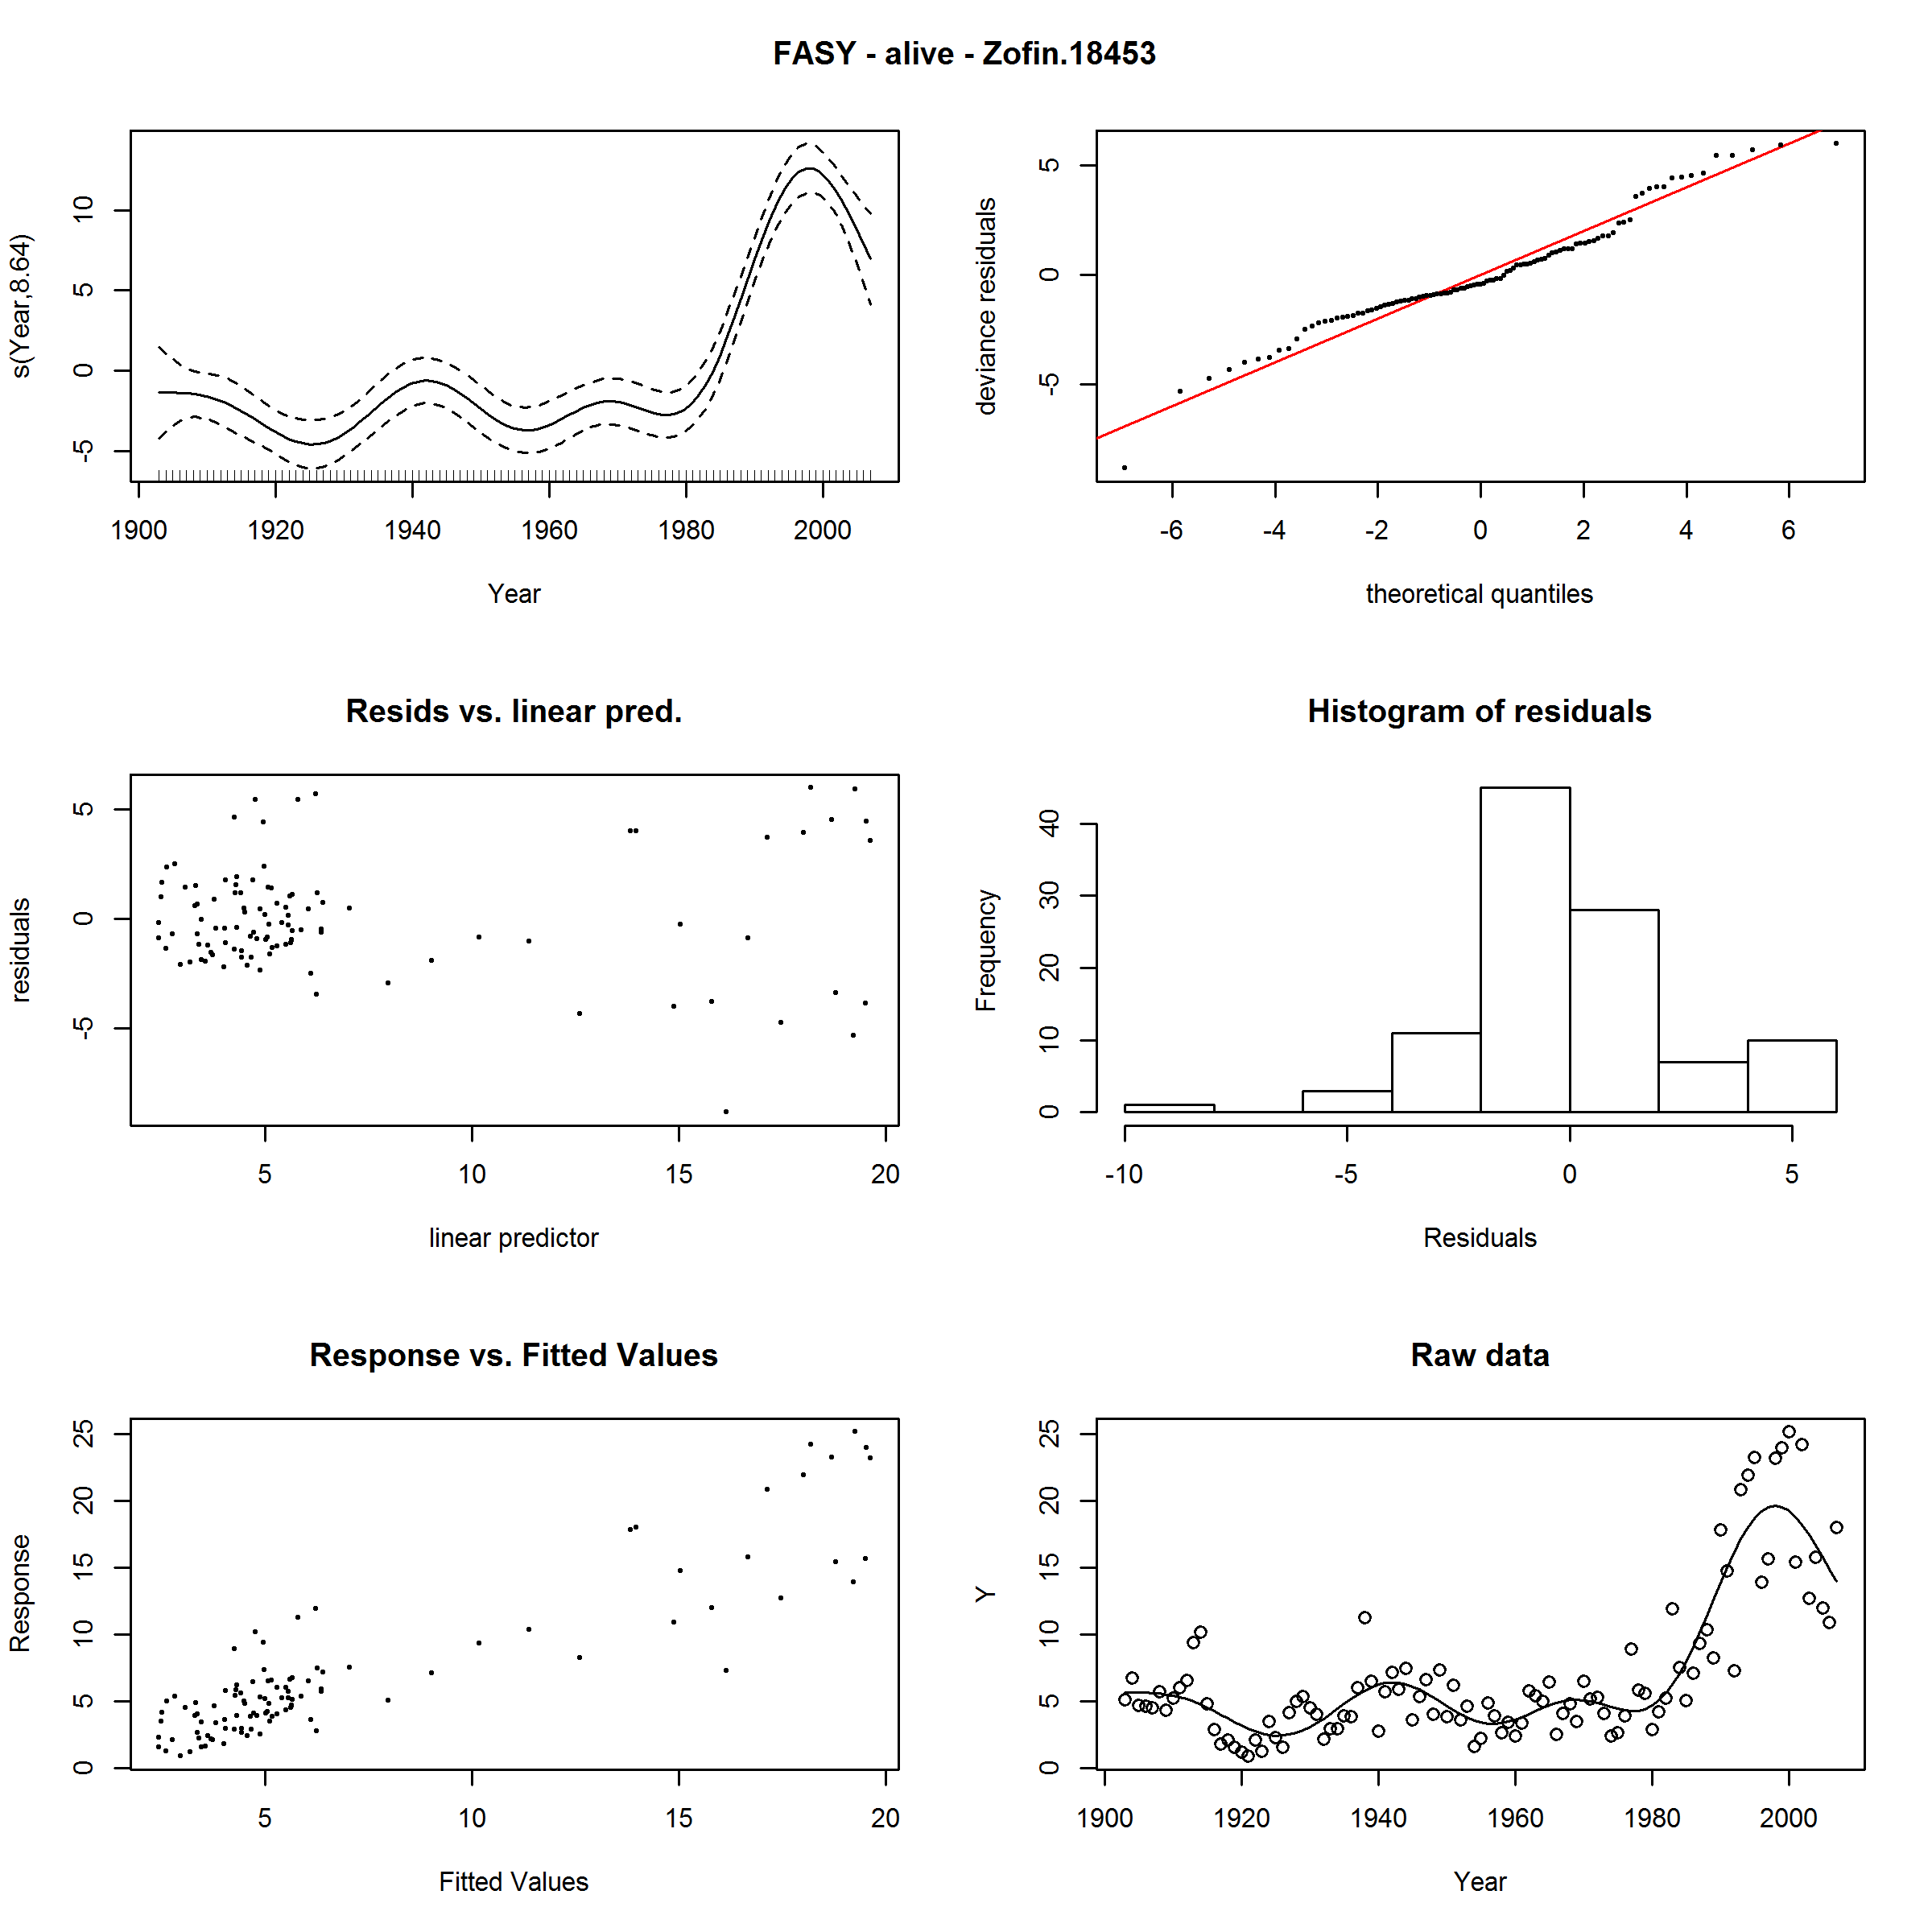 FASY - alive - Zofin.18453
s(Year,8.64)
10
5
0
-5
1900 1920 1940 1960 1980 2000
Year
deviance residuals
5
0
-5
-6 -4 -2 0 2 4 6
theoretical quantiles
Resids vs. linear pred.
residuals
5
0
-5
5 10 15 20
linear predictor
Histogram of residuals
Frequency
40
30
20
10
0
-10 -5 0 5
Residuals
Response vs. Fitted Values
Response
25
20
15
10
5
0
5 10 15 20
Fitted Values
Raw data
Y
25
20
15
10
5
0
1900 1920 1940 1960 1980 2000
Year